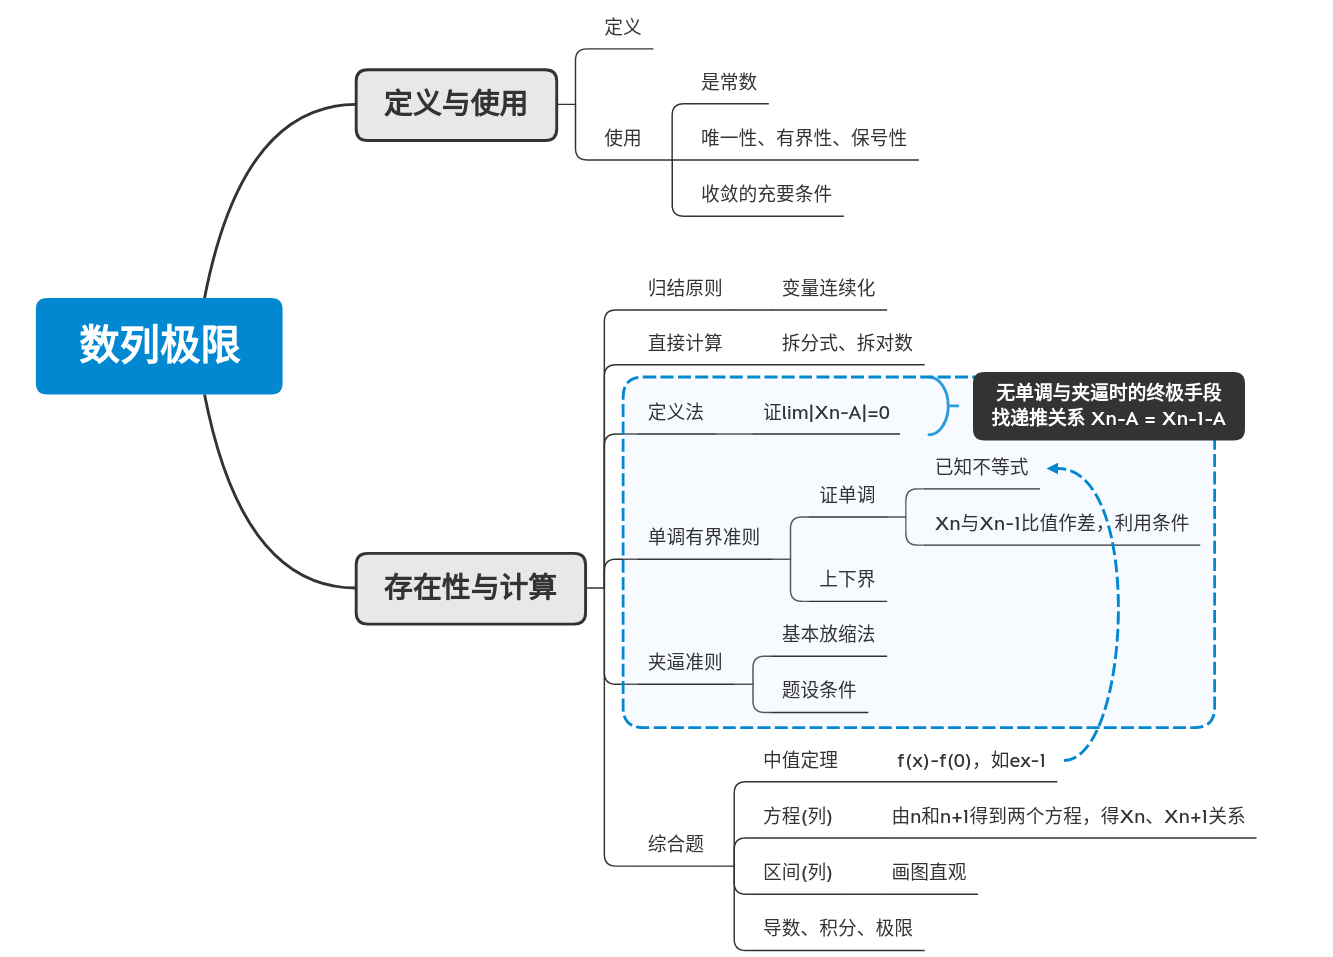 数列极限
定义与使用
定义
使用
是常数
唯一性、有界性、保号性
收敛的充要条件
存在性与计算
归结原则
变量连续化
直接计算
拆分式、拆对数
定义法
证lim|Xn-A|=0
无单调与夹逼时的终极手段
找递推关系 Xn-A = Xn-1-A
单调有界准则
证单调
已知不等式
Xn与Xn-1比值作差，利用条件
上下界
夹逼准则
基本放缩法
题设条件
综合题
中值定理
f(x)-f(0)，如ex-1
方程(列)
由n和n+1得到两个方程，得Xn、Xn+1关系
区间(列)
画图直观
导数、积分、极限